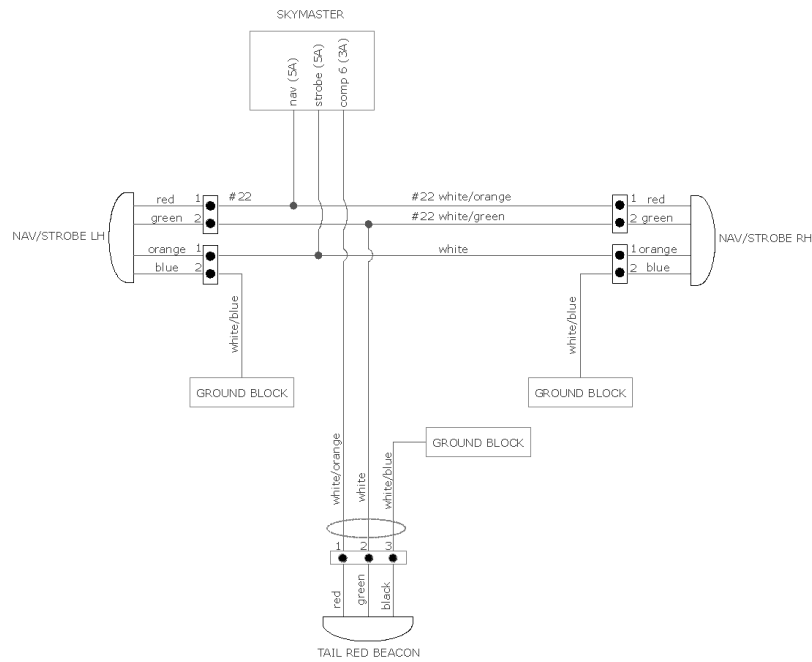 SKYMASTER
nav (5A)
strobe (5A)
comp 6 (3A)
red
1
#22
#22 white/orange
1
red
green
2
#22 white/green
2
green
NAV/STROBE LH
NAV/STROBE RH
orange
1
white
1
orange
blue
2
2
blue
white/blue
white/blue
GROUND BLOCK
GROUND BLOCK
GROUND BLOCK
white/orange
white
white/blue
1
2
3
red
green
black
TAIL RED BEACON